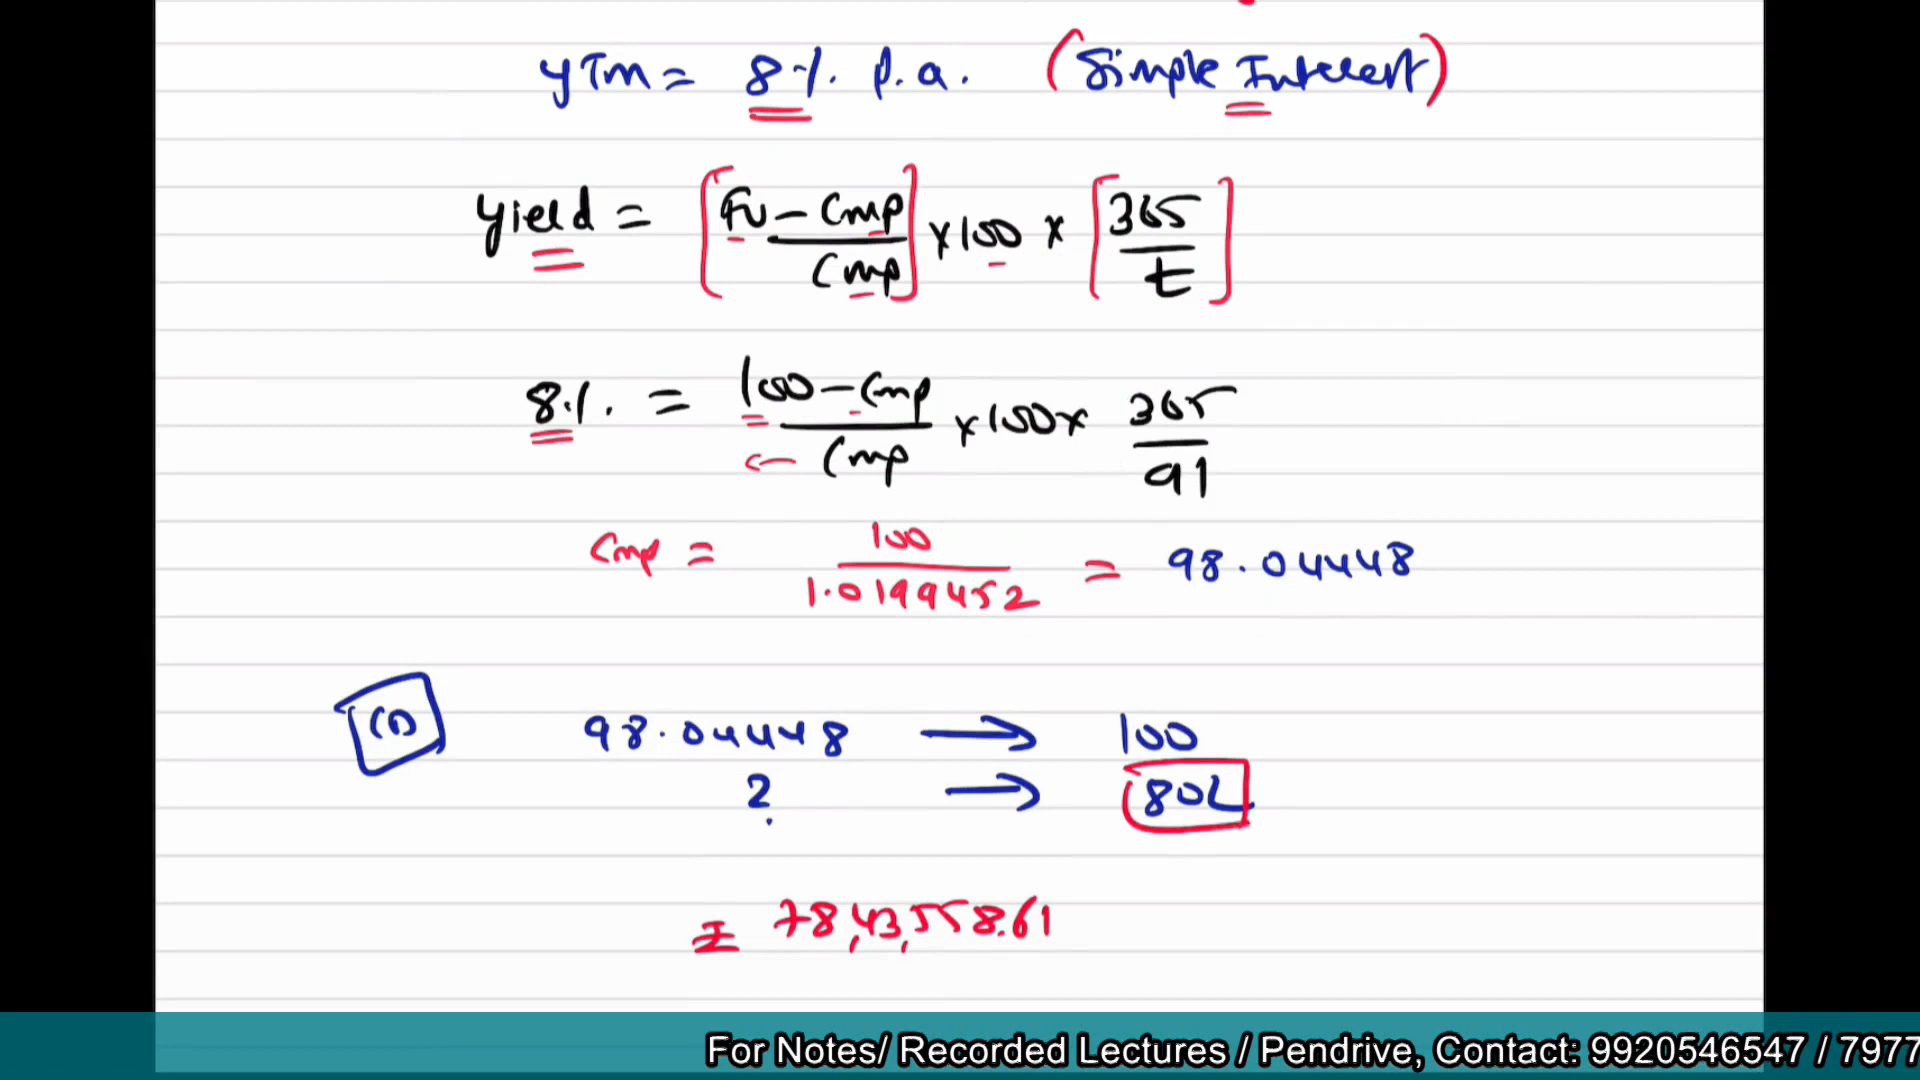 YTM = 8% p.a. (Simple Interest)
Yield = [FV - CMP / CMP] × 100 × [365 / t]
8% = 100 - CMP / CMP × 100 × 365 / 91
CMP = 100 / 1.0199452 = 98.04448
(1) 98.04448 → 100
? → 80L
= 78,43,558.61
For Notes/ Recorded Lectures / Pendrive, Contact: 9920546547 / 7977